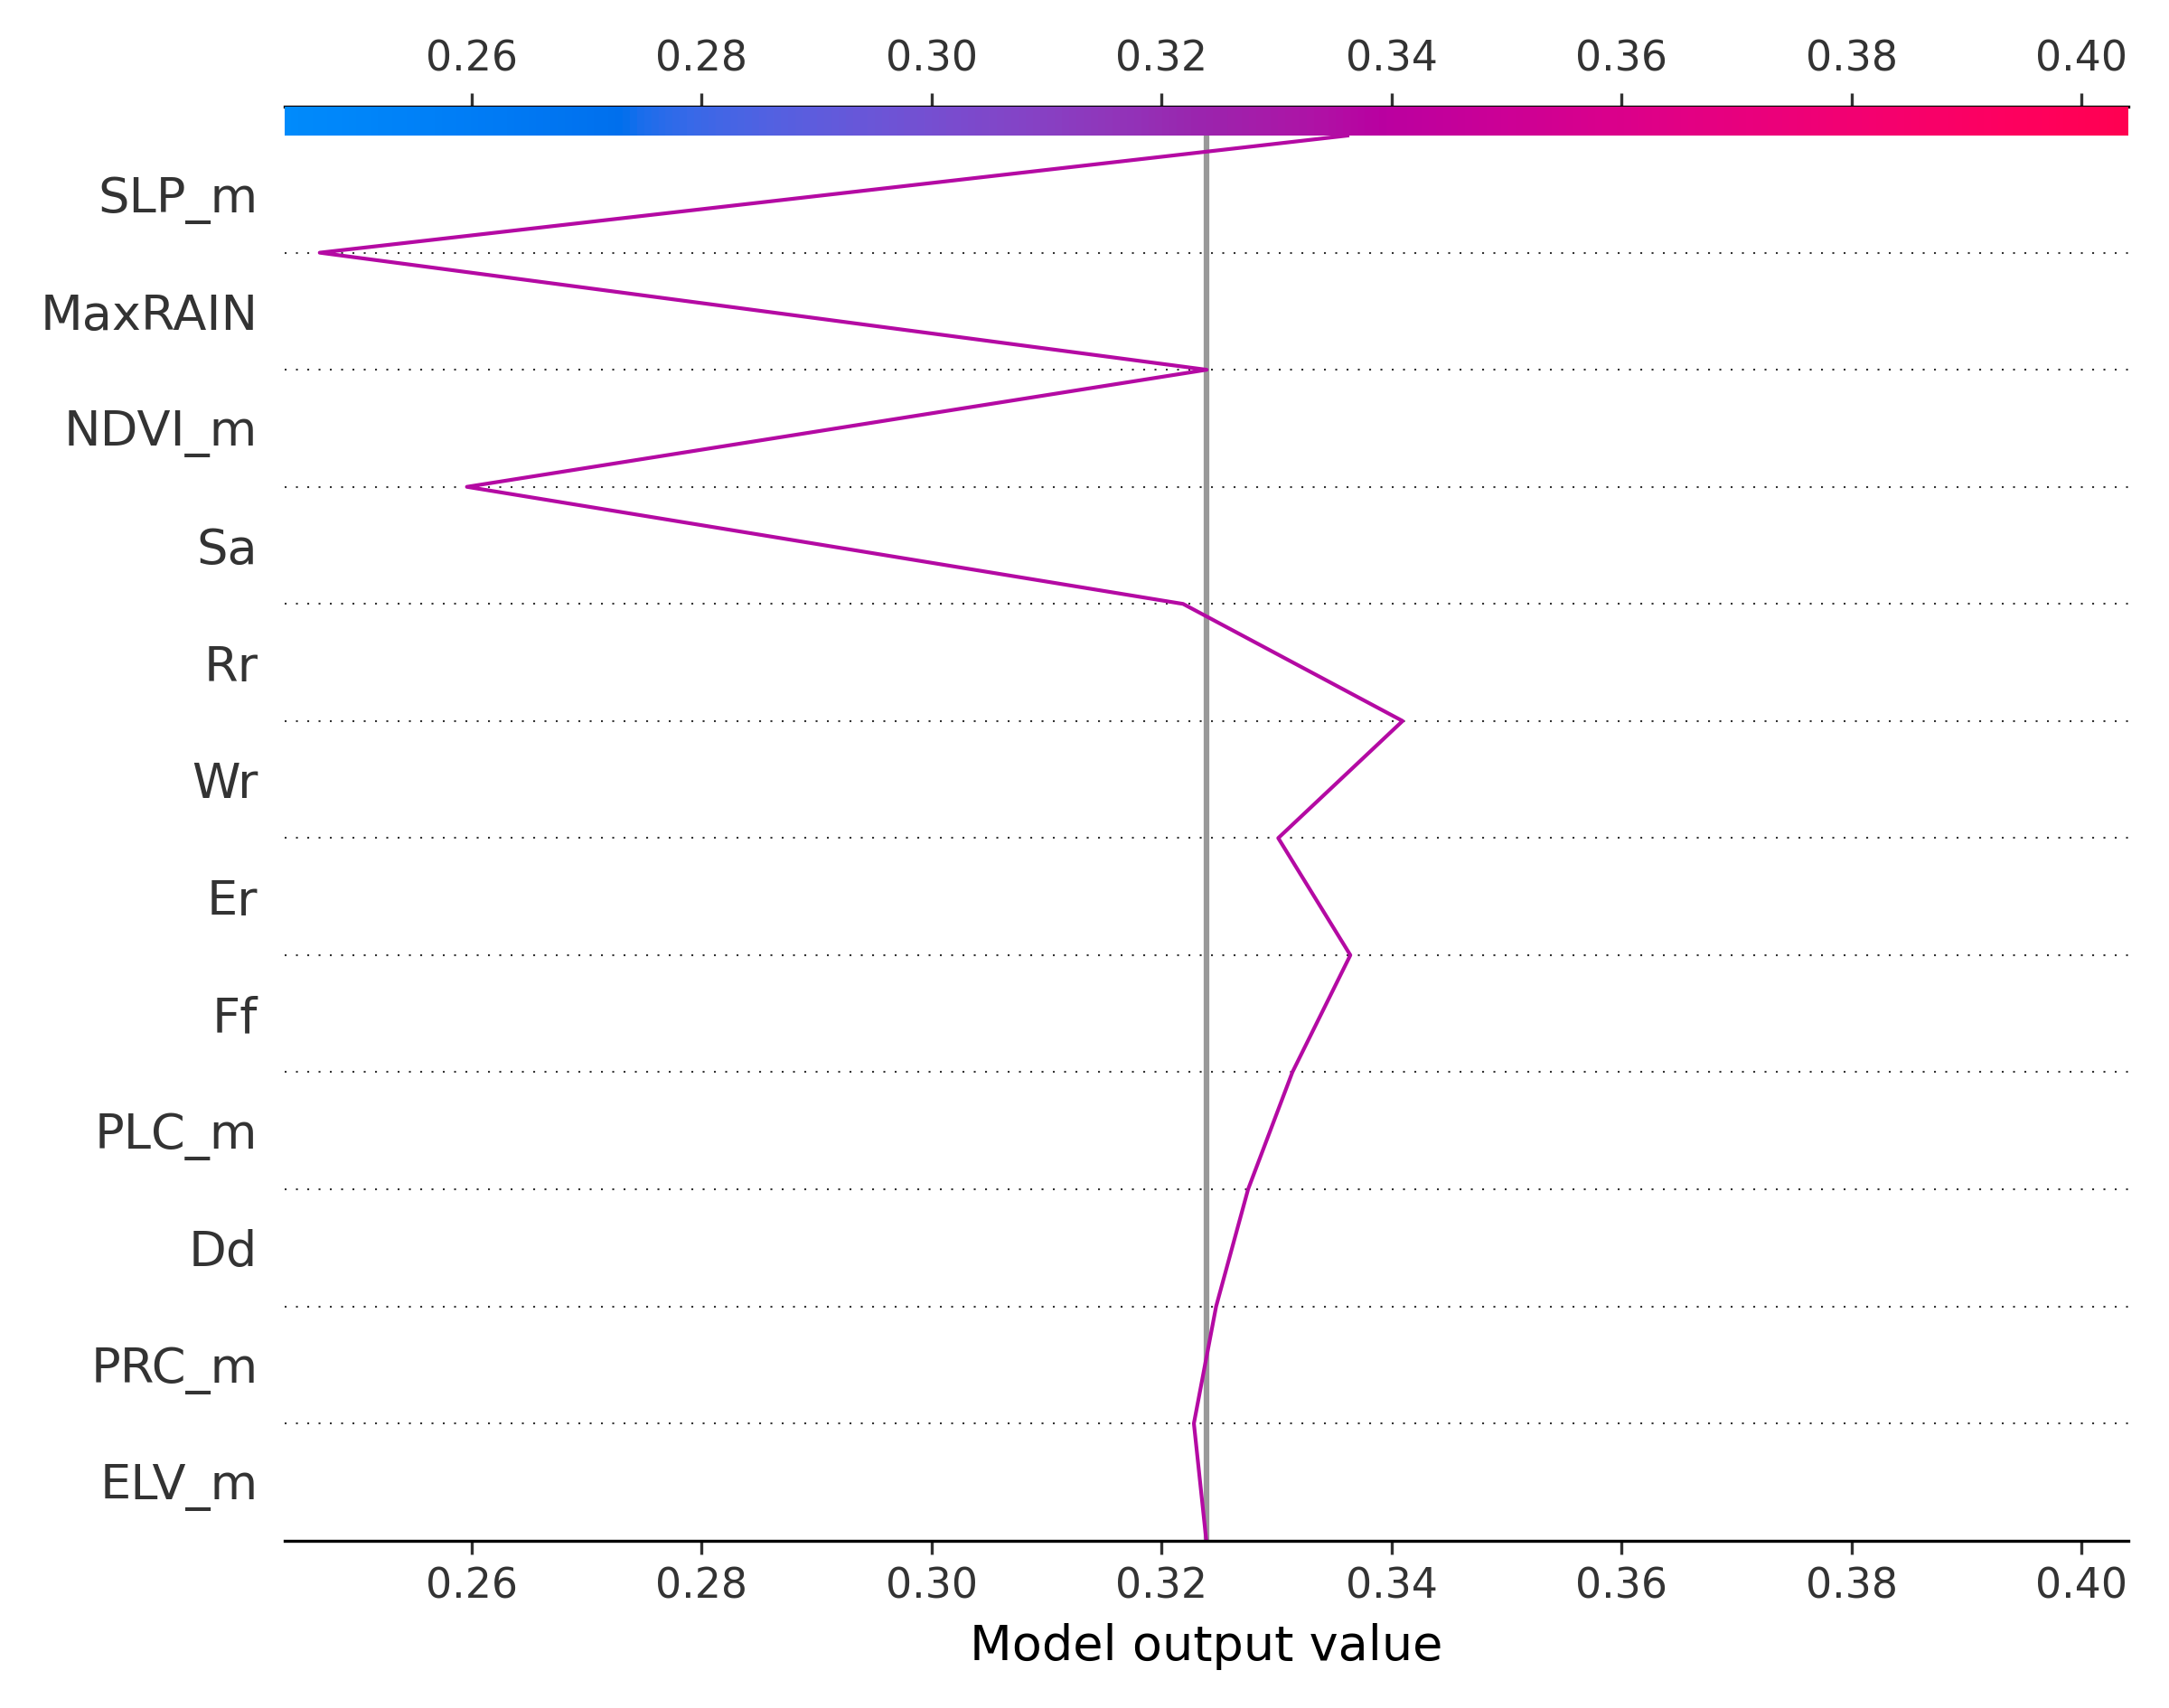 0.26 0.28 0.30 0.32 0.34 0.36 0.38 0.40
SLP_m
MaxRAIN
NDVI_m
Sa
Rr
Wr
Er
Ff
PLC_m
Dd
PRC_m
ELV_m
0.26 0.28 0.30 0.32 0.34 0.36 0.38 0.40
Model output value